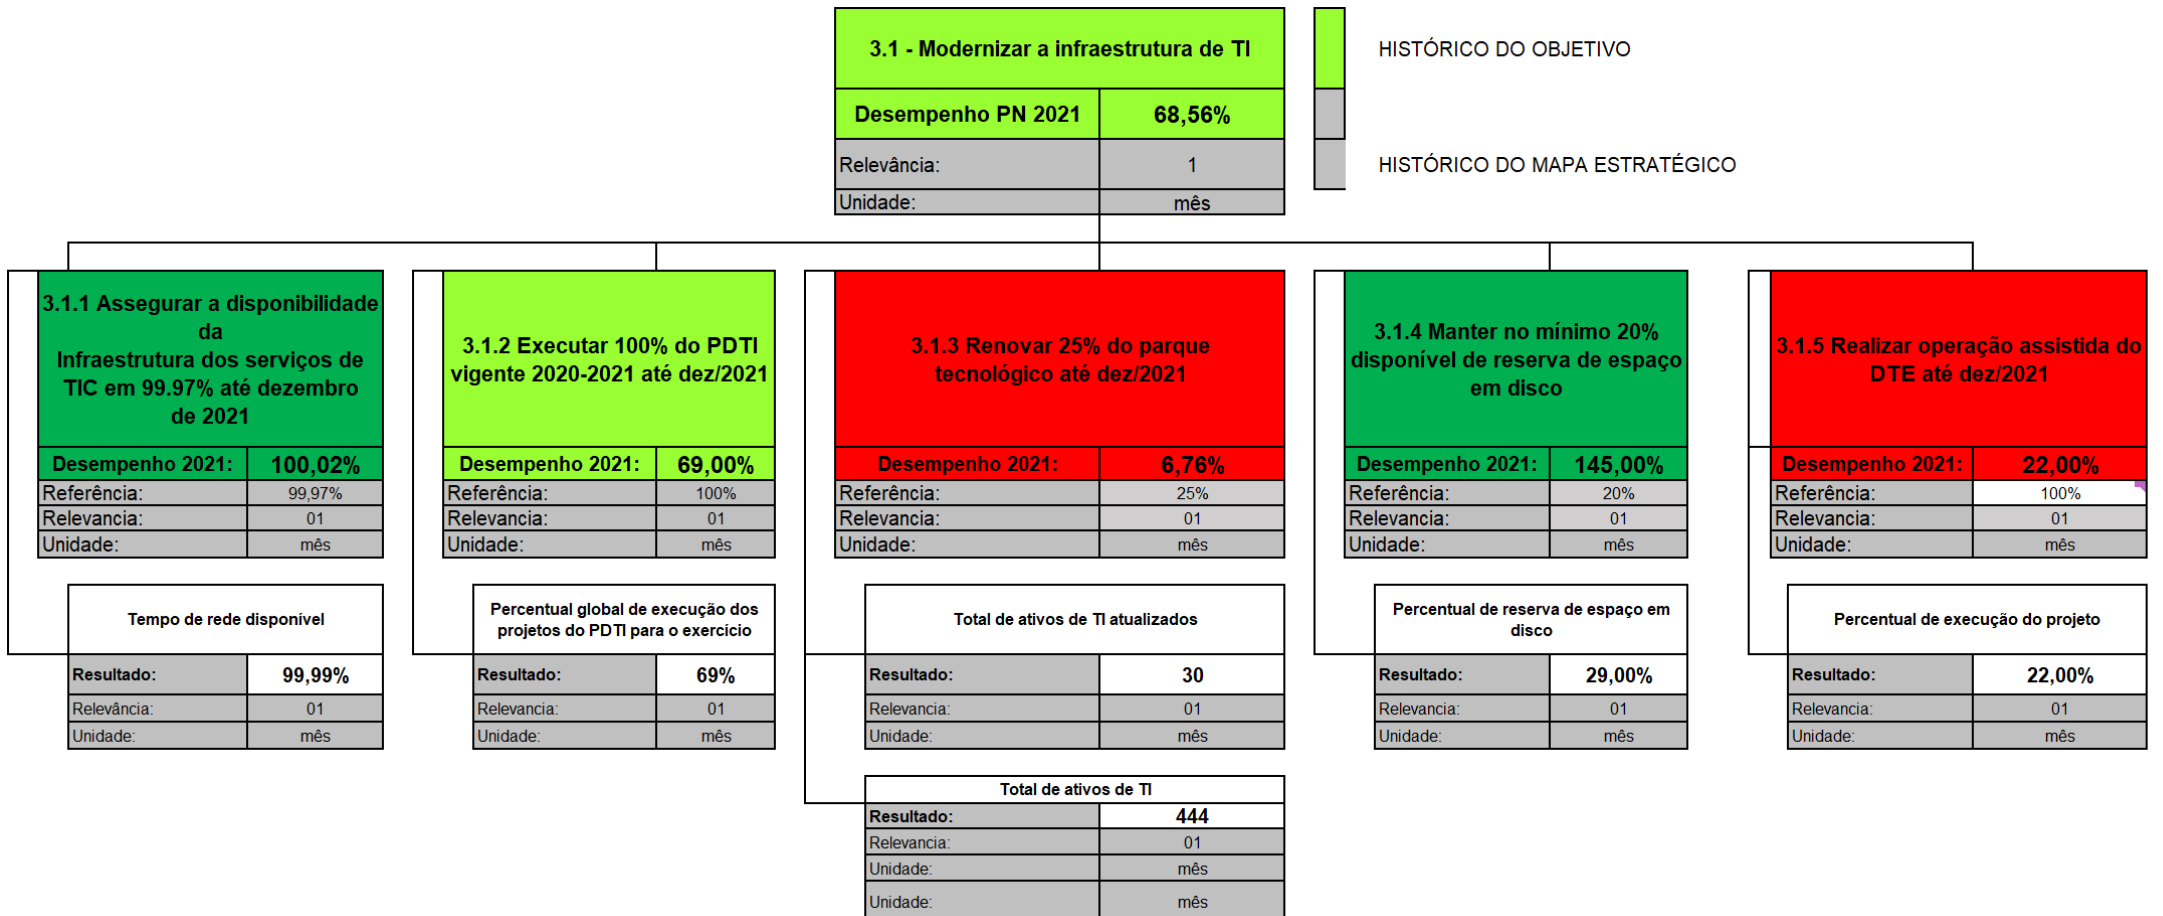 3.1 - Modernizar a infraestrutura de TI
Desempenho PN 2021 68,56%
Relevância: 1
Unidade: mês
HISTÓRICO DO OBJETIVO
HISTÓRICO DO MAPA ESTRATÉGICO
3.1.1 Assegurar a disponibilidade
da
Infraestrutura dos serviços de
TIC em 99.97% até dezembro
de 2021
Desempenho 2021: 100,02%
Referência: 99,97%
Relevancia: 01
Unidade: mês
Tempo de rede disponível
Resultado: 99,99%
Relevância: 01
Unidade: mês
3.1.2 Executar 100% do PDTI
vigente 2020-2021 até dez/2021
Desempenho 2021: 69,00%
Referência: 100%
Relevancia: 01
Unidade: mês
Percentual global de execução dos
projetos do PDTI para o exercício
Resultado: 69%
Relevancia: 01
Unidade: mês
3.1.3 Renovar 25% do parque
tecnológico até dez/2021
Desempenho 2021: 6,76%
Referência: 25%
Relevancia: 01
Unidade: mês
Total de ativos de TI atualizados
Resultado: 30
Relevancia: 01
Unidade: mês
Total de ativos de TI
Resultado: 444
Relevancia: 01
Unidade: mês
Unidade: mês
3.1.4 Manter no mínimo 20%
disponível de reserva de espaço
em disco
Desempenho 2021: 145,00%
Referência: 20%
Relevancia: 01
Unidade: mês
Percentual de reserva de espaço em
disco
Resultado: 29,00%
Relevancia: 01
Unidade: mês
3.1.5 Realizar operação assistida do
DTE até dez/2021
Desempenho 2021: 22,00%
Referência: 100%
Relevancia: 01
Unidade: mês
Percentual de execução do projeto
Resultado: 22,00%
Relevancia: 01
Unidade: mês